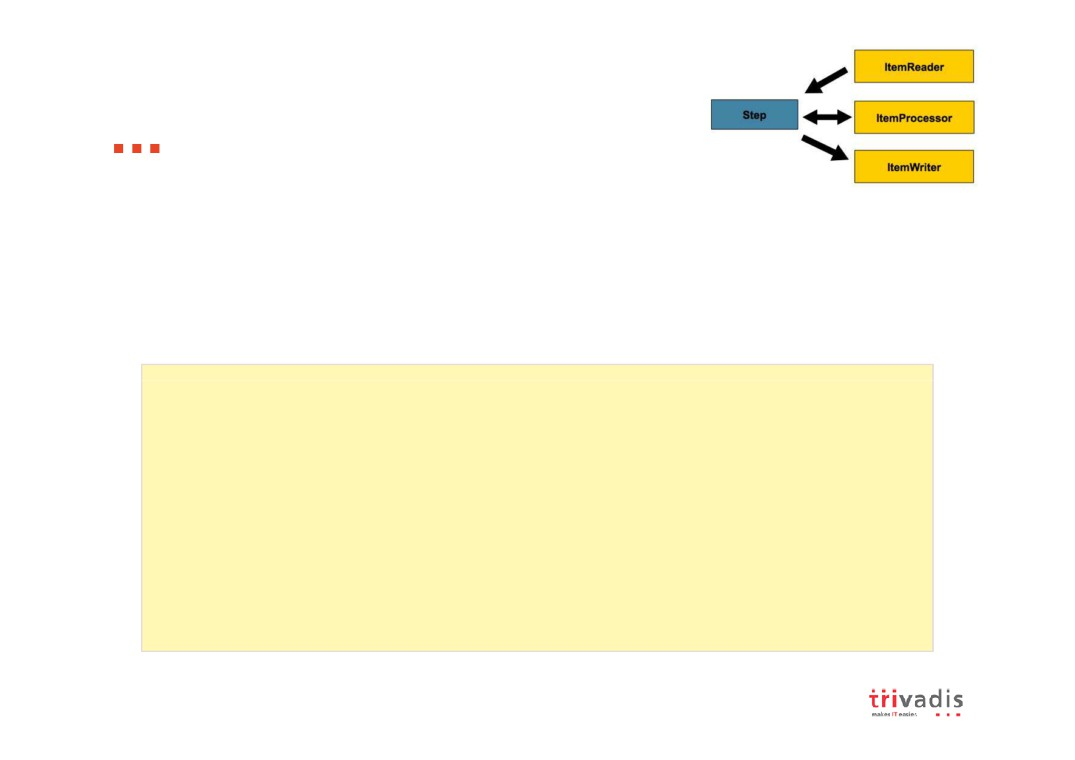 ItemReader
Step
ItemProcessor
ItemWriter
trivadis
makes IT easier.